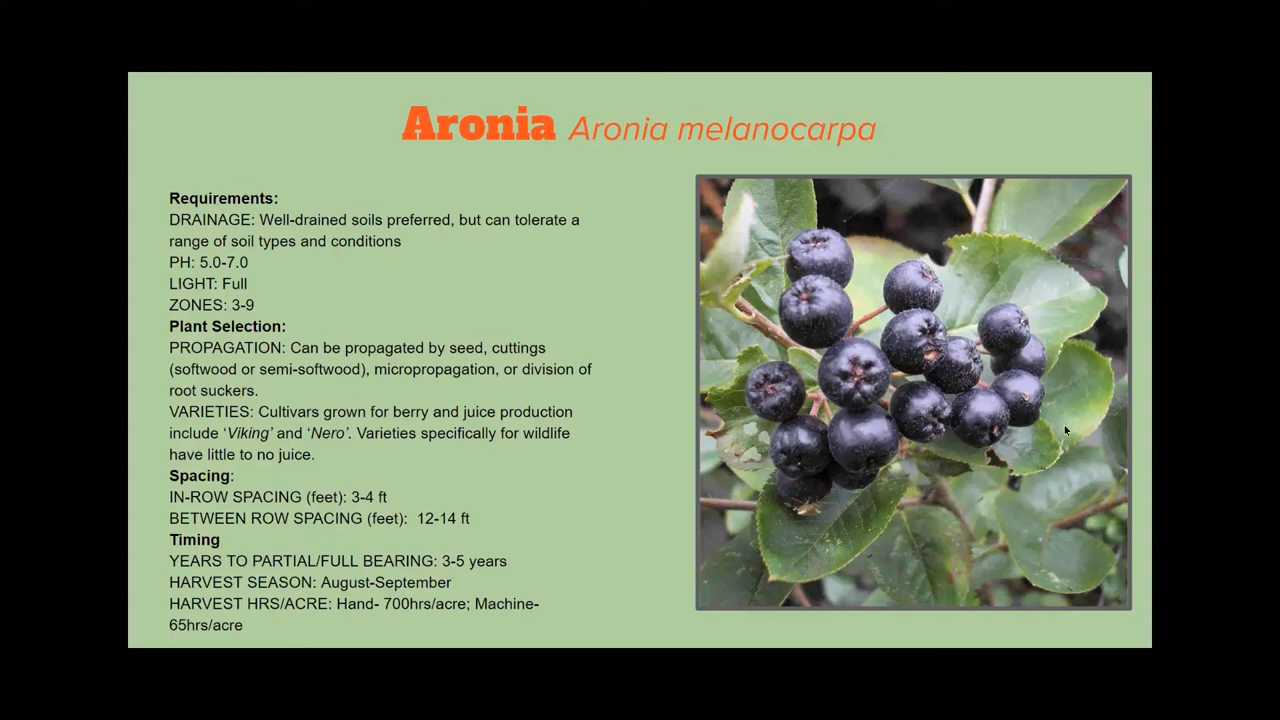 Aronia Aronia melanocarpa
Requirements:
DRAINAGE: Well-drained soils preferred, but can tolerate a
range of soil types and conditions
PH: 5.0-7.0
LIGHT: Full
ZONES: 3-9
Plant Selection:
PROPAGATION: Can be propagated by seed, cuttings
(softwood or semi-softwood), micropropagation, or division of
root suckers.
VARIETIES: Cultivars grown for berry and juice production
include ‘Viking’ and ‘Nero’. Varieties specifically for wildlife
have little to no juice.
Spacing:
IN-ROW SPACING (feet): 3-4 ft
BETWEEN ROW SPACING (feet):  12-14 ft
Timing
YEARS TO PARTIAL/FULL BEARING: 3-5 years
HARVEST SEASON: August-September
HARVEST HRS/ACRE: Hand- 700hrs/acre; Machine-
65hrs/acre